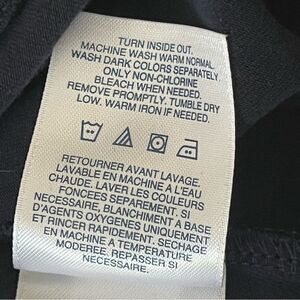 TURN INSIDE OUT.
MACHINE WASH WARM NORMAL.
WASH DARK COLORS SEPARATELY.
ONLY NON-CHLORINE
BLEACH WHEN NEEDED.
REMOVE PROMPTLY. TUMBLE DRY
LOW. WARM IRON IF NEEDED.
RETOURNER AVANT LAVAGE.
LAVABLE EN MACHINE A L'EAU
CHAUDE. LAVER LES COULEURS
FONCEES SEPAREMENT. SI
NECESSAIRE, BLANCHIMENT A BASE
D'AGENTS OXYGENES UNIQUEMENT
ET RINCER RAPIDEMENT. SECHAGE
EN MACHINE A TEMPERATURE
MODEREE. REPASSER SI
NECESSAIRE.